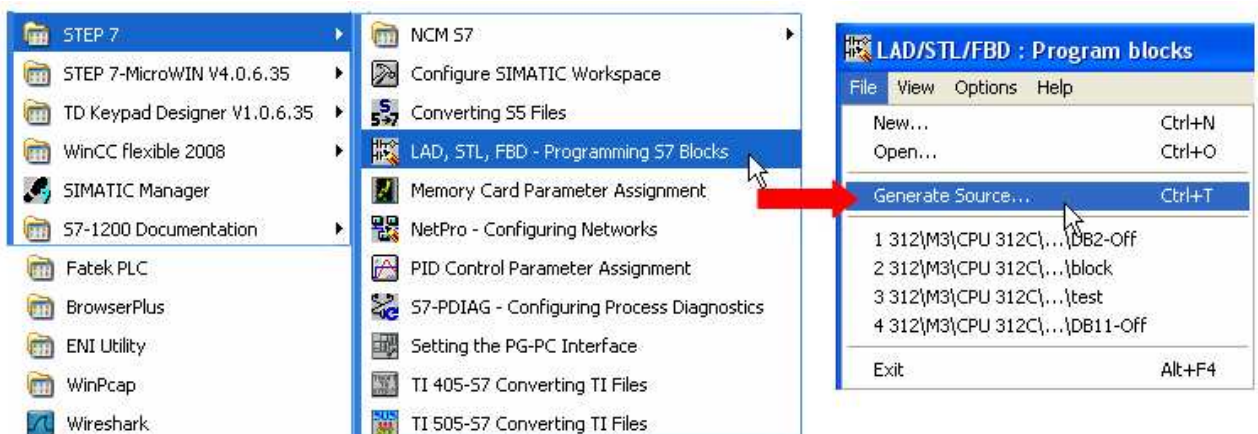 STEP 7
STEP 7-MicroWIN V4.0.6.35
TD Keypad Designer V1.0.6.35
WinCC flexible 2008
SIMATIC Manager
S7-1200 Documentation
Fatek PLC
BrowserPlus
ENI Utility
WinPcap
Wireshark
NCM S7
Configure SIMATIC Workspace
S5→7 Converting S5 Files
LAD, STL, FBD - Programming S7 Blocks
Memory Card Parameter Assignment
NetPro - Configuring Networks
PID Control Parameter Assignment
S7-PDIAG - Configuring Process Diagnostics
Setting the PG-PC Interface
TI 405-S7 Converting TI Files
505 TI 505-S7 Converting TI Files
LAD/STL/FBD : Program blocks
File View Options Help
New... Ctrl+N
Open... Ctrl+O
Generate Source... Ctrl+T
1 312\M3\CPU 312C\...\DB2-Off
2 312\M3\CPU 312C\...\block
3 312\M3\CPU 312C\...\test
4 312\M3\CPU 312C\...\DB11-Off
Exit Alt+F4